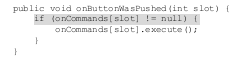 public void onButtonWasPushed(int slot) {
    if (onCommands[slot] != null) {
        onCommands[slot].execute();
    }
}